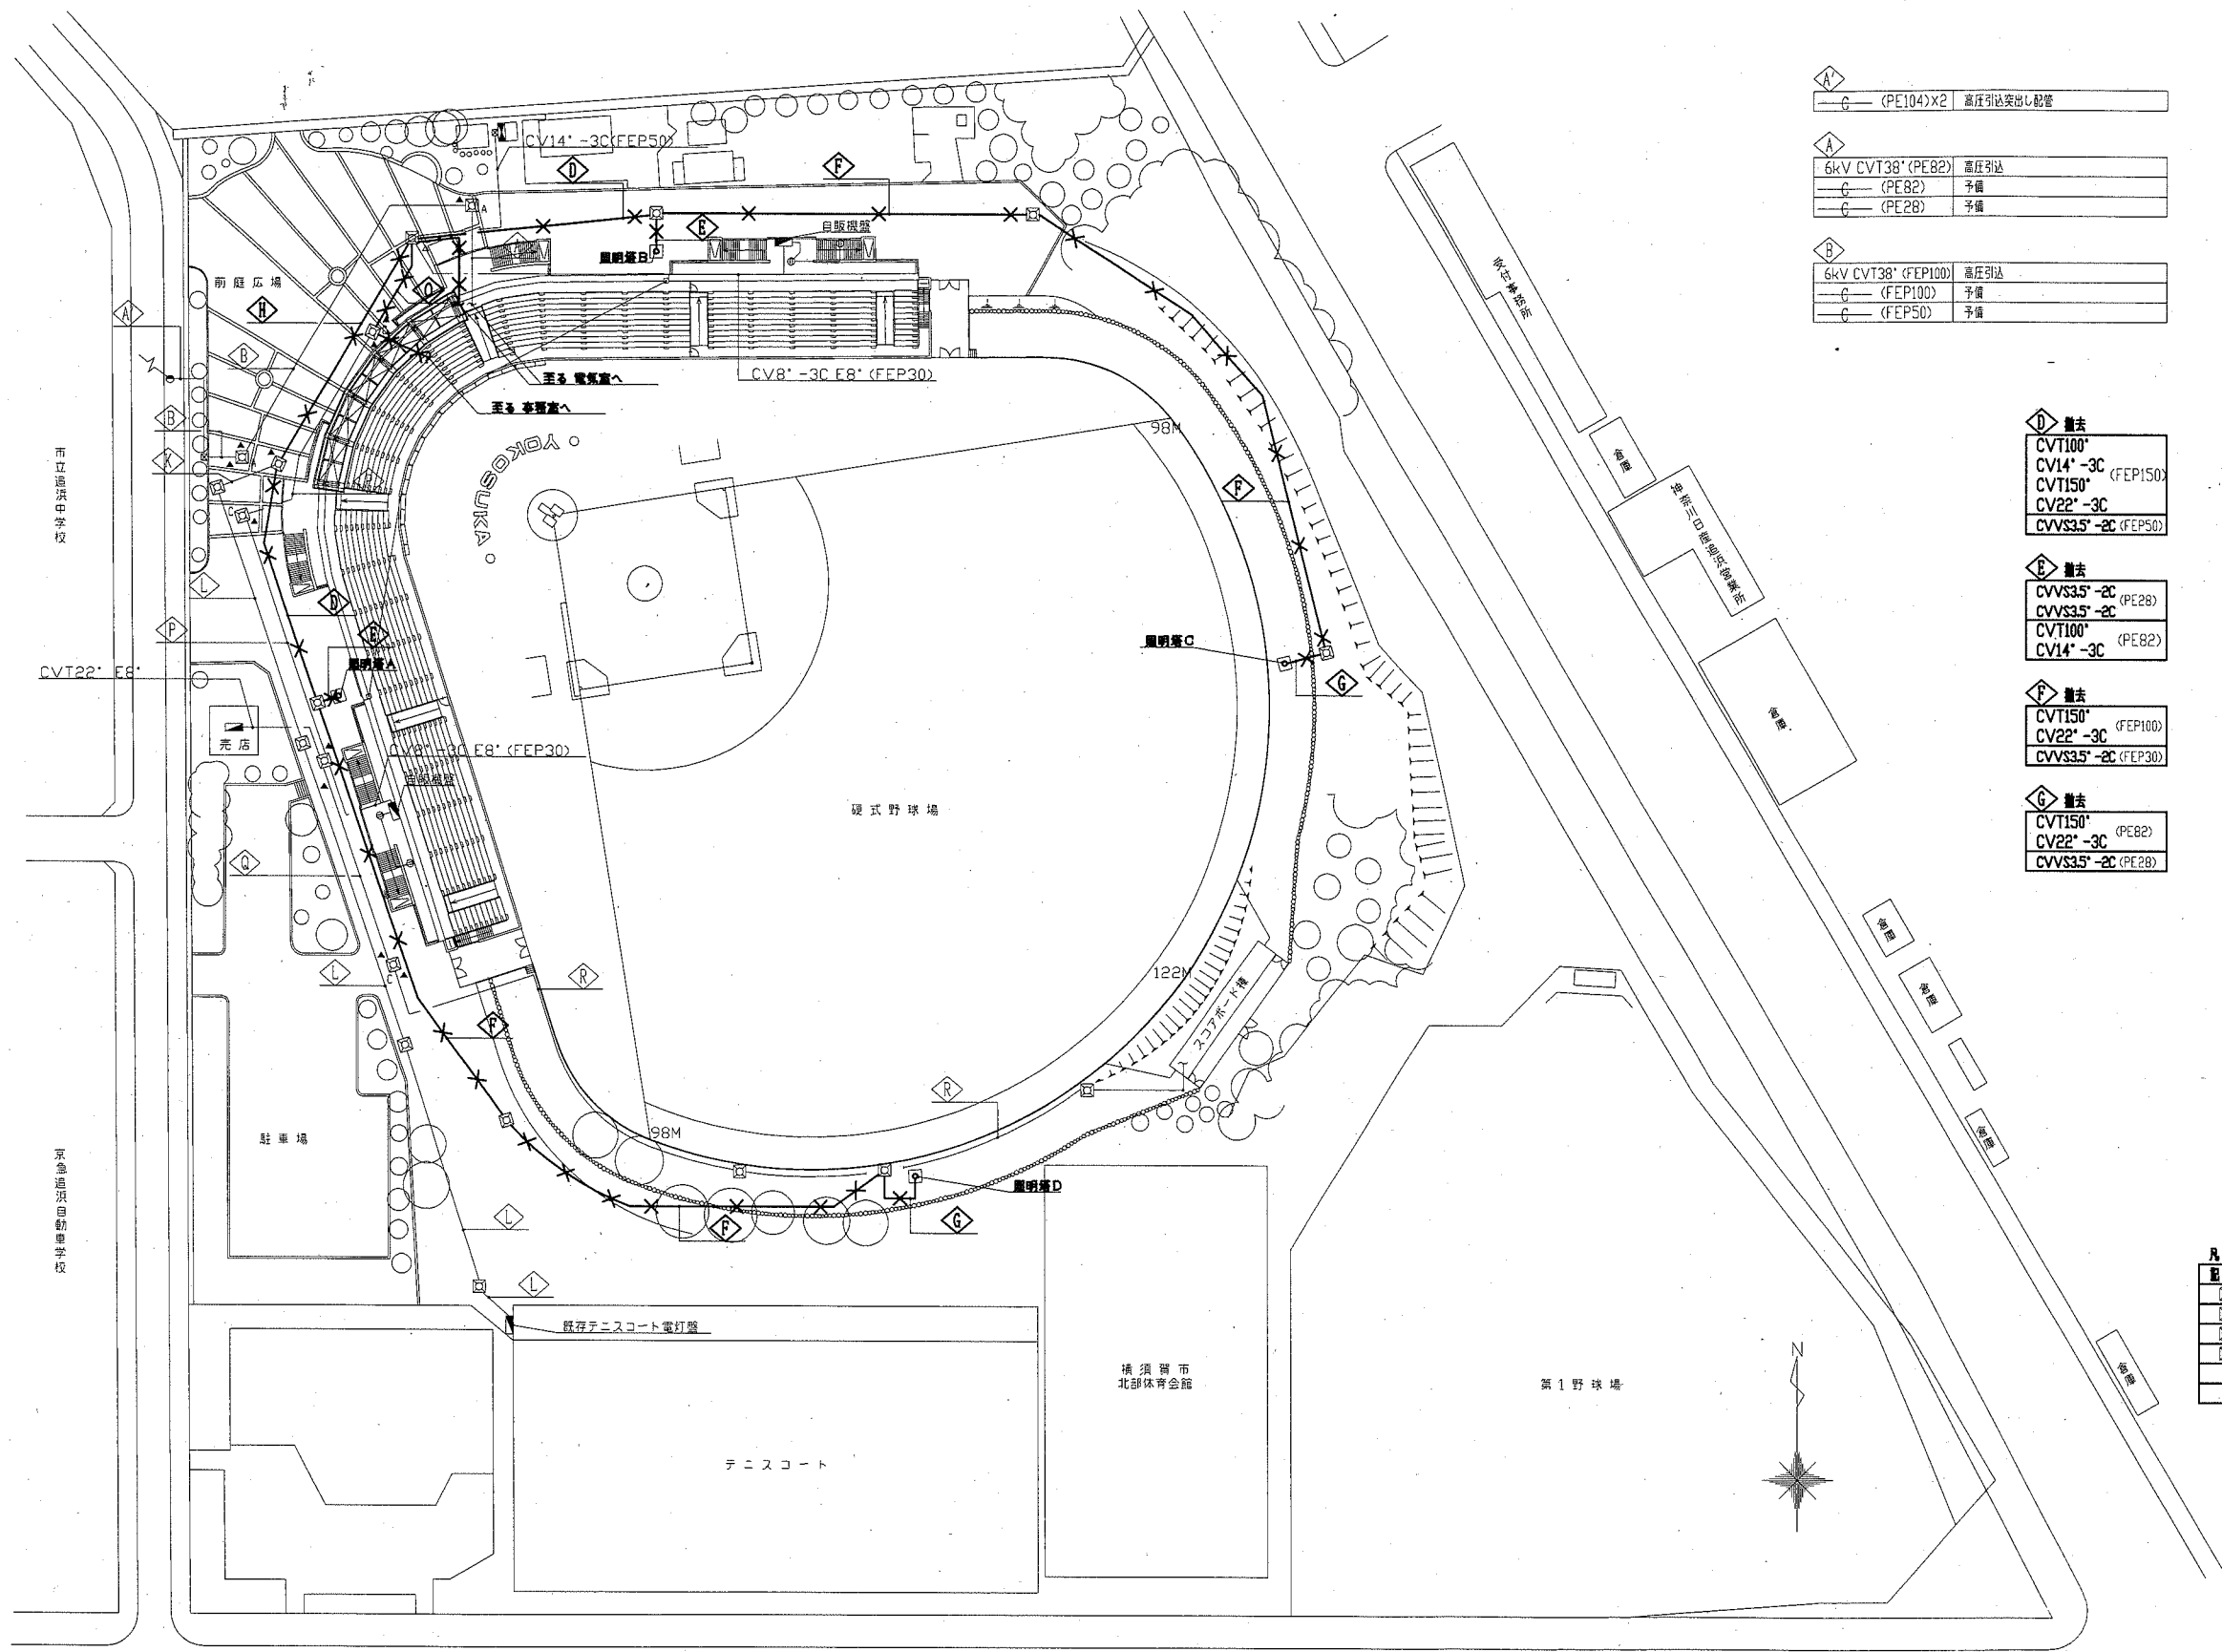 A'
C (PE104)×2 高圧引込突出し配管
A
6kV CVT38° (PE82) 高圧引込
C (PE82) 予備
C (PE28) 予備
B
6kV CVT38° (FEP100) 高圧引込
C (FEP100) 予備
C (FEP50) 予備
D 撤去
CVT100°
CV14° -3C (FEP150)
CVT150°
CV22° -3C
CVVS3.5° -2C (FEP50)
E 撤去
CVVS3.5° -2C (PE28)
CVVS3.5° -2C
CVT100° (PE82)
CV14° -3C
F 撤去
CVT150° (FEP100)
CV22° -3C
CVVS3.5° -2C (FEP30)
G 撤去
CVT150° (PE82)
CV22° -3C
CVVS3.5° -2C (PE28)
CV14° -3C(FEP50)
D
F
A
E
自販機盤
照明塔B
前庭広場
H
A'
B
至る 電気室へ
至る 事務室へ
CV8° -3C E8° (FEP30)
B
K
・YOKOSUKA・
98M
F
市立追浜中学校
C
L
D
P
E
照明塔A
照明塔C
G
CVT22° E8°
売店
CV8° -3C E8° (FEP30)
自販機盤
硬式野球場
Q
L
C
R
122M
スコアボード棟
F
R
98M
駐車場
照明塔D
G
F
L
L
京急追浜自動車学校
既存テニスコート電灯盤
テニスコート
横須賀市
北部体育会館
第1野球場
N
受付事務所
倉庫
神奈川日産追浜営業所
倉庫
倉庫
倉庫
倉庫
倉庫